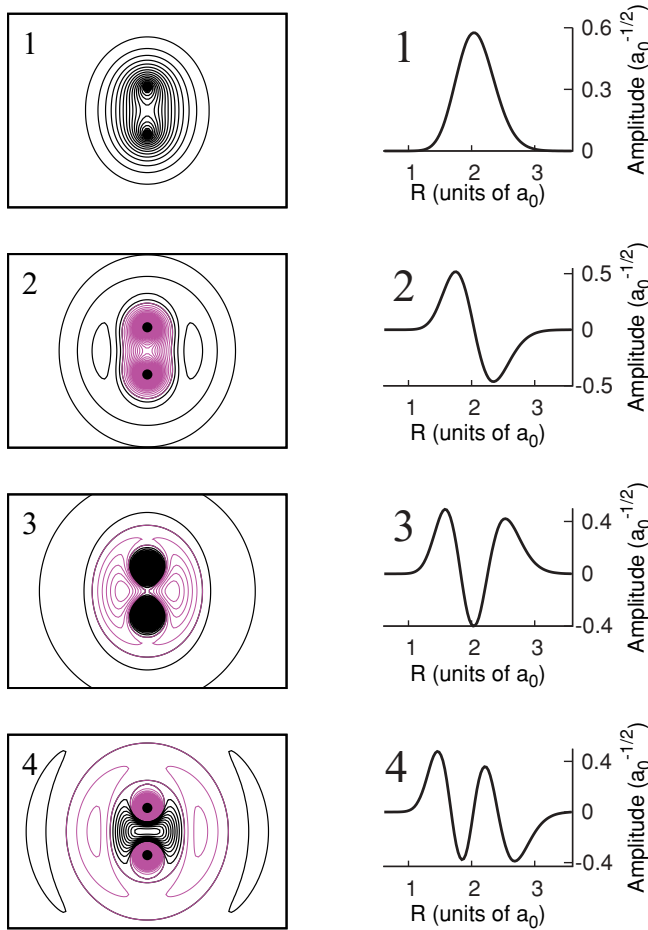 1
1
0.6
0.3
0
1 2 3
R (units of a0)
Amplitude (a0^-1/2)
2
2
0.5
0
-0.5
1 2 3
R (units of a0)
Amplitude (a0^-1/2)
3
3
0.4
0
-0.4
1 2 3
R (units of a0)
Amplitude (a0^-1/2)
4
4
0.4
0
-0.4
1 2 3
R (units of a0)
Amplitude (a0^-1/2)